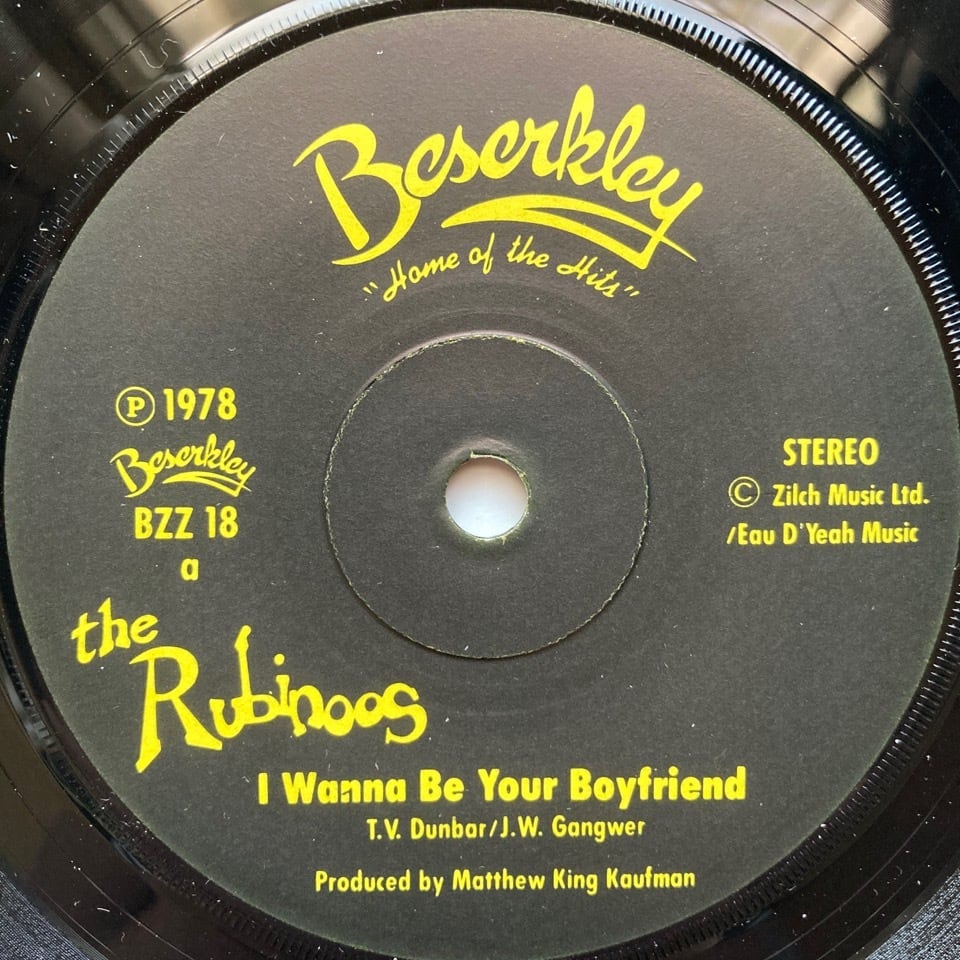 Beserkley
"Home of the Hits"
℗ 1978
Beserkley
BZZ 18
a
STEREO
© Zilch Music Ltd.
/Eau D'Yeah Music
the
Rubinoos
I Wanna Be Your Boyfriend
T.V. Dunbar/J.W. Gangwer
Produced by Matthew King Kaufman